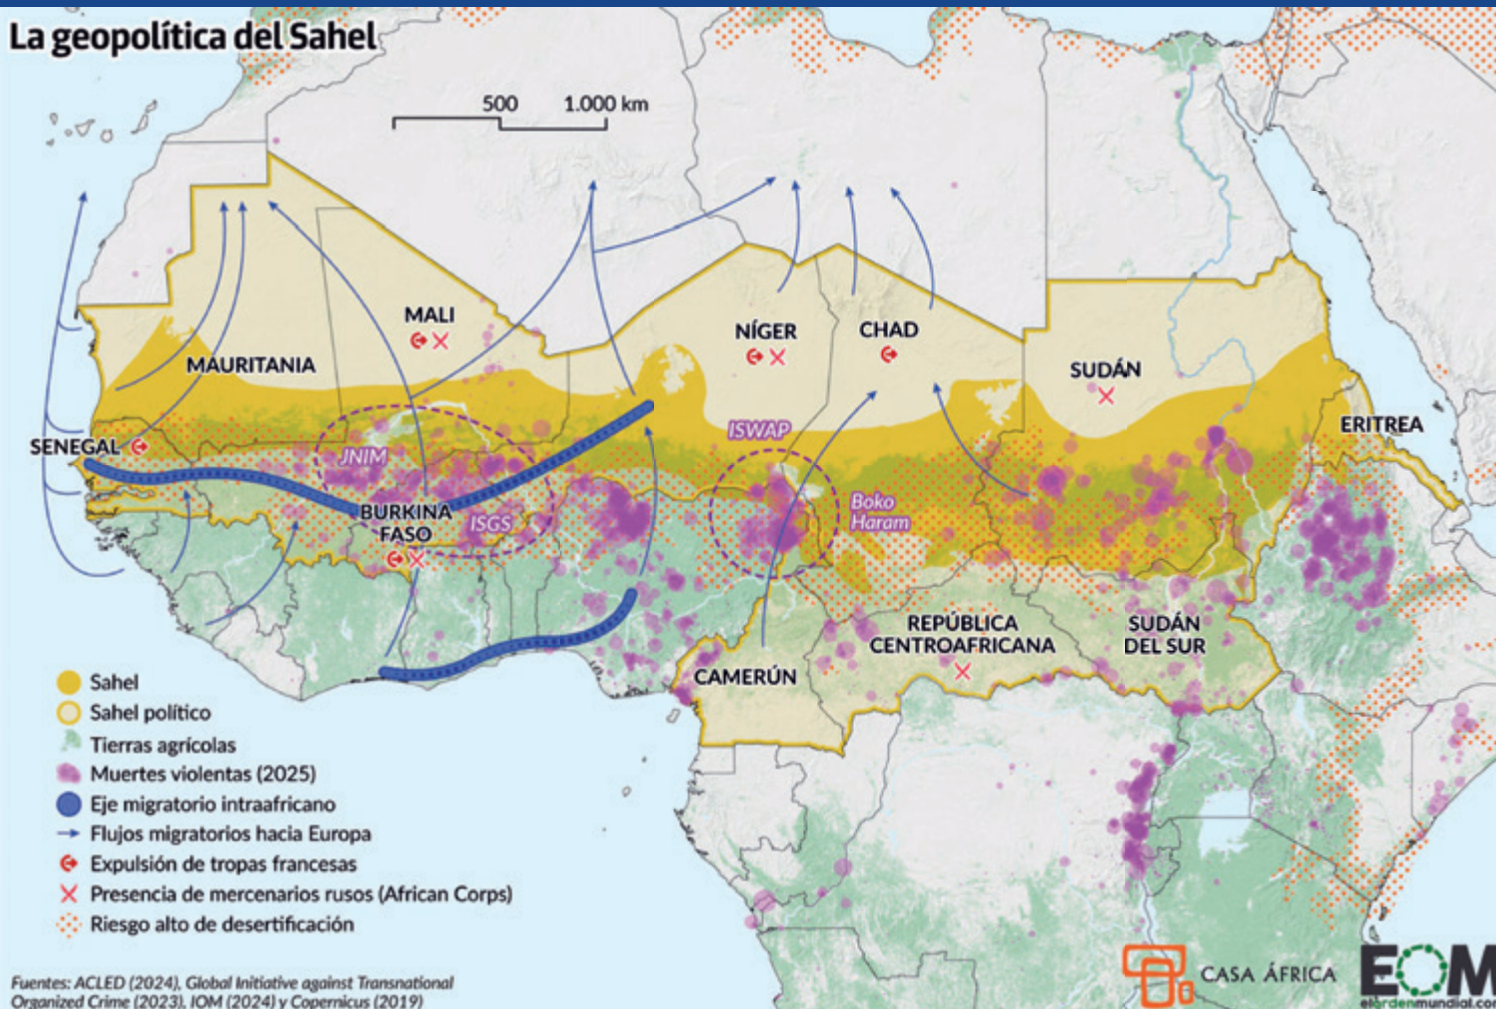 La geopolítica del Sahel
500 1.000 km
MALI
NÍGER
CHAD
MAURITANIA
SUDÁN
SENEGAL
ERITREA
ISWAP
JNIM
Boko
Haram
BURKINA
FASO
ISGS
REPÚBLICA
CENTROAFRICANA
SUDÁN
DEL SUR
CAMERÚN
Sahel
Sahel político
Tierras agrícolas
Muertes violentas (2025)
Eje migratorio intraafricano
Flujos migratorios hacia Europa
Expulsión de tropas francesas
Presencia de mercenarios rusos (African Corps)
Riesgo alto de desertificación
Fuentes: ACLED (2024), Global Initiative against Transnational
Organized Crime (2023), IOM (2024) y Copernicus (2019)
CASA ÁFRICA
EOM
elordenmundial.com